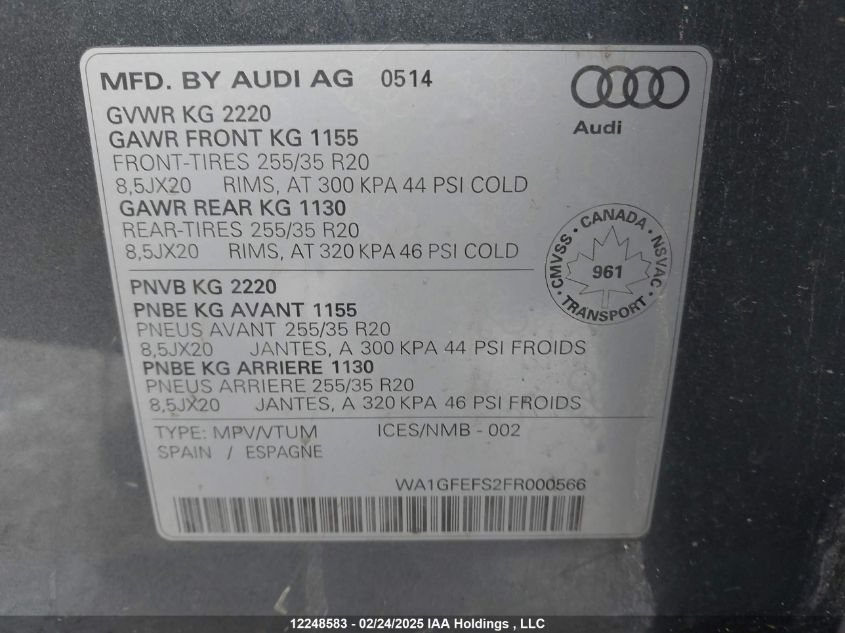 MFD. BY AUDI AG 0514
Audi
GVWR KG 2220
GAWR FRONT KG 1155
FRONT-TIRES 255/35 R20
8,5JX20 RIMS, AT 300 KPA 44 PSI COLD
GAWR REAR KG 1130
REAR-TIRES 255/35 R20
8,5JX20 RIMS, AT 320 KPA 46 PSI COLD
CMVSS • CANADA • NSVAC • TRANSPORT •
961
PNVB KG 2220
PNBE KG AVANT 1155
PNEUS AVANT 255/35 R20
8,5JX20 JANTES, A 300 KPA 44 PSI FROIDS
PNBE KG ARRIERE 1130
PNEUS ARRIERE 255/35 R20
8,5JX20 JANTES, A 320 KPA 46 PSI FROIDS
TYPE: MPV/VTUM ICES/NMB - 002
SPAIN / ESPAGNE
WA1GFEFS2FR000566
12248583 - 02/24/2025 IAA Holdings , LLC